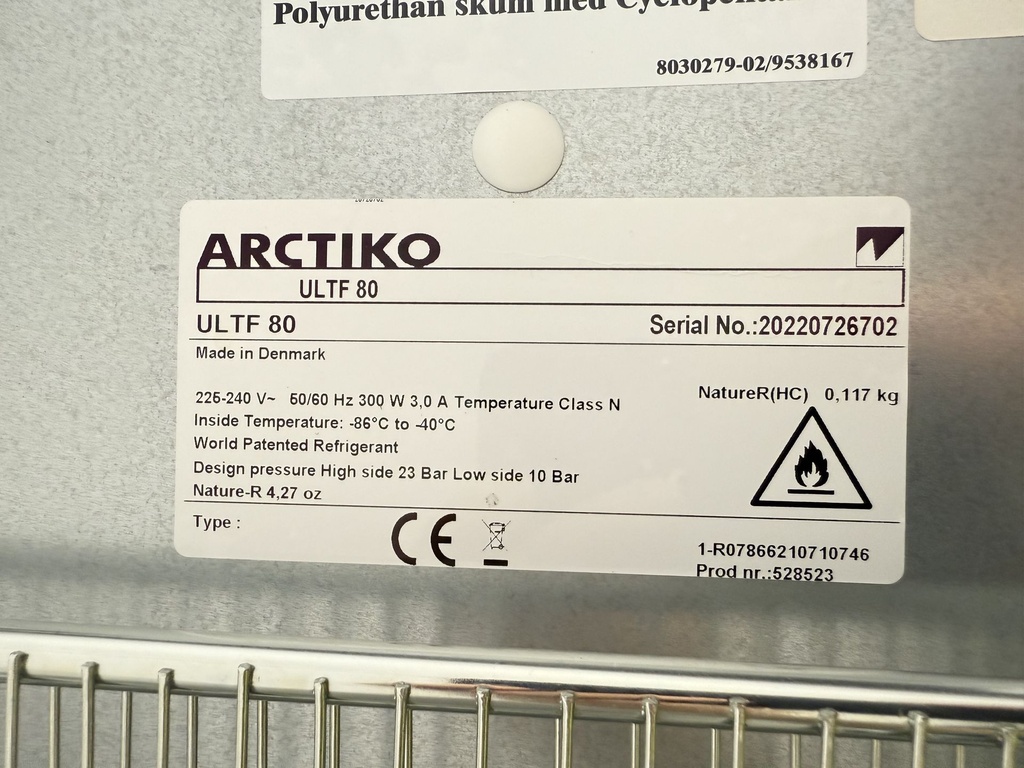 Polyurethan skum med
8030279-02/9538167
ARCTIKO
ULTF 80
ULTF 80
Serial No.:20220726702
Made in Denmark
225-240 V~ 50/60 Hz 300 W 3,0 A Temperature Class N
NatureR(HC) 0,117 kg
Inside Temperature: -86°C to -40°C
World Patented Refrigerant
Design pressure High side 23 Bar Low side 10 Bar
Nature-R 4,27 oz
Type :
CE
1-R07866210710746
Prod nr.:528523